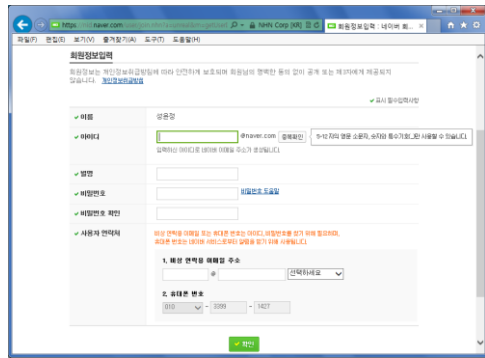 https naver.com NHN Corp [KR] 회원정보입력 : 네이버 회...
파일(F) 편집(E) 보기(V) 즐겨찾기(A) 도구(T) 도움말(H)
회원정보입력
회원정보는 개인정보취급방침에 따라 안전하게 보호되며 회원님의 명백한 동의 없이 공개 또는 제3자에게 제공되지
않습니다. 개인정보취급방침
표시 필수입력사항
이름 성윤정
아이디 @naver.com 중복확인 5~12자의 영문 소문자, 숫자와 특수기호(_)만 사용할 수 있습니다.
입력하신 아이디로 네이버 이메일 주소가 생성됩니다.
별명
비밀번호 비밀번호 도움말
비밀번호 확인
사용자 연락처 비상 연락용 이메일 또는 휴대폰 번호는 아이디, 비밀번호를 찾기 위해 필요하며,
휴대폰 번호는 네이버 서비스로부터 알림을 받기 위해 사용됩니다.
1. 비상 연락용 이메일 주소
@ 선택하세요
2. 휴대폰 번호
010 - 3399 - 1427
확인